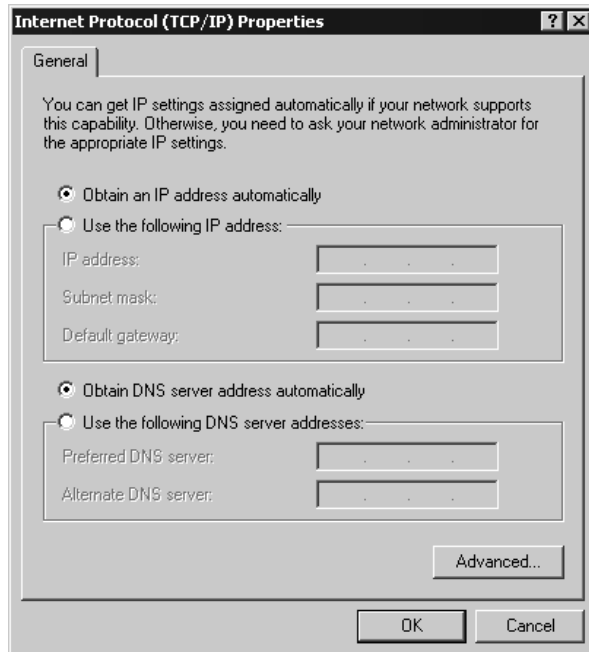 Internet Protocol (TCP/IP) Properties
? X
General
You can get IP settings assigned automatically if your network supports
this capability. Otherwise, you need to ask your network administrator for
the appropriate IP settings.
Obtain an IP address automatically
Use the following IP address:
IP address:
. . .
Subnet mask:
. . .
Default gateway:
. . .
Obtain DNS server address automatically
Use the following DNS server addresses:
Preferred DNS server:
. . .
Alternate DNS server:
. . .
Advanced...
OK
Cancel